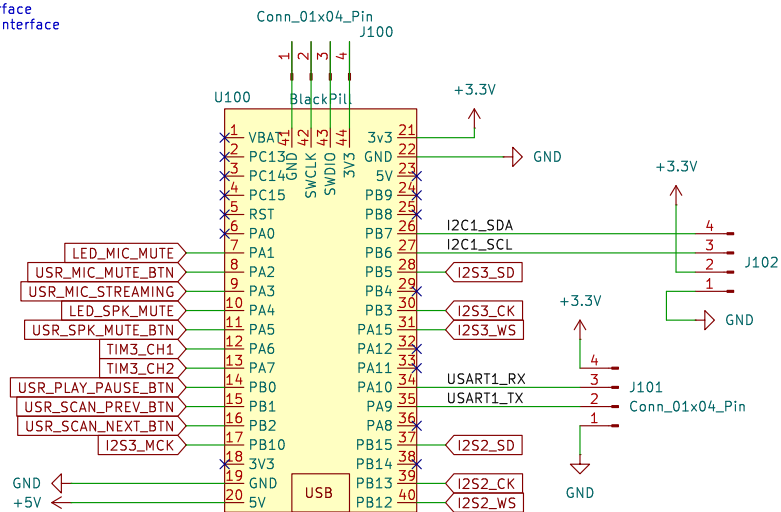 rface
nterface
Conn_01x04_Pin
J100
1 2 3 4
U100
BlackPill
+3.3V
41 42 43 44
GND SWCLK SWDIO 3V3
1 VBAT 3v3 21
2 PC13 GND 22 GND
3 PC14 5V 23
4 PC15 PB9 24 +3.3V
5 RST PB8 25
6 PA0 PB7 26 I2C1_SDA 4
LED_MIC_MUTE 7 PA1 PB6 27 I2C1_SCL 3
J102
USR_MIC_MUTE_BTN 8 PA2 PB5 28 I2S3_SD 2
USR_MIC_STREAMING 9 PA3 PB4 29 1
+3.3V
LED_SPK_MUTE 10 PA4 PB3 30 I2S3_CK
GND
USR_SPK_MUTE_BTN 11 PA5 PA15 31 I2S3_WS
TIM3_CH1 12 PA6 PA12 32
TIM3_CH2 13 PA7 PA11 33 4
USR_PLAY_PAUSE_BTN 14 PB0 PA10 34 USART1_RX 3 J101
USR_SCAN_PREV_BTN 15 PB1 PA9 35 USART1_TX 2 Conn_01x04_Pin
USR_SCAN_NEXT_BTN 16 PB2 PA8 36 1
I2S3_MCK 17 PB10 PB15 37 I2S2_SD
18 3V3 PB14 38
GND 19 GND PB13 39 I2S2_CK
GND
USB
+5V 20 5V PB12 40 I2S2_WS